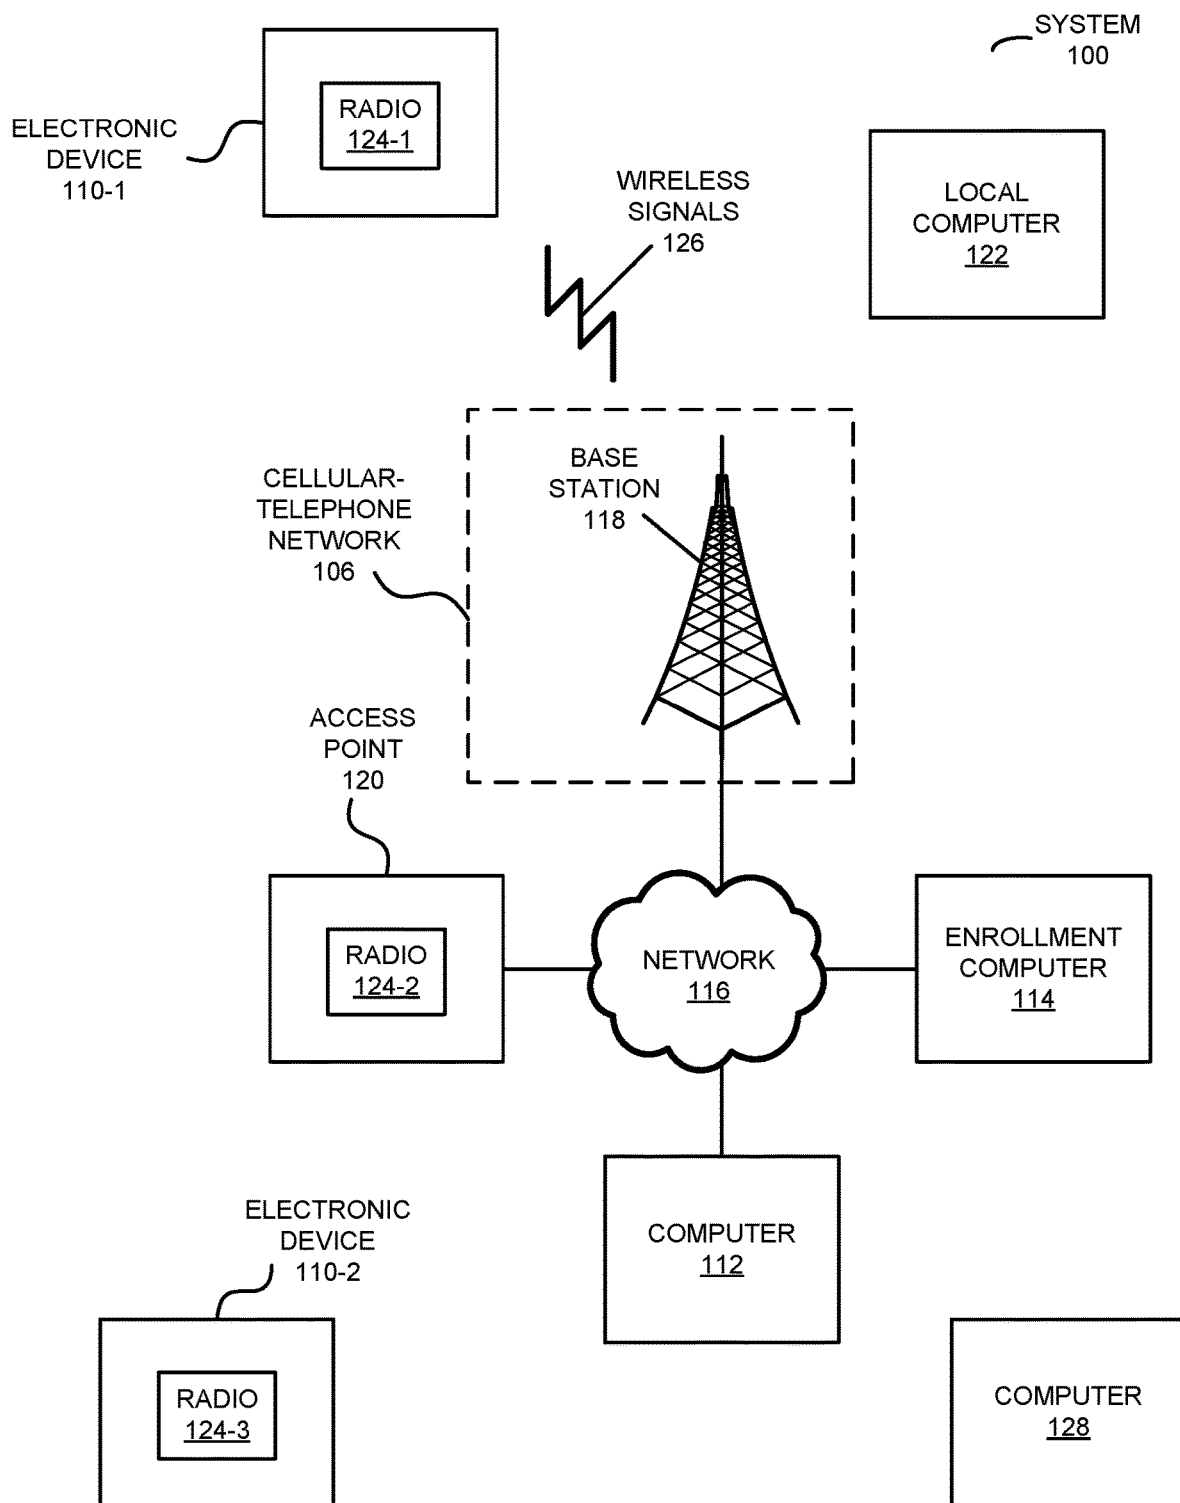 SYSTEM
100
RADIO
124-1
ELECTRONIC
DEVICE
110-1
WIRELESS
SIGNALS
126
LOCAL
COMPUTER
122
BASE
STATION
118
CELLULAR-
TELEPHONE
NETWORK
106
ACCESS
POINT
120
RADIO
124-2
NETWORK
116
ENROLLMENT
COMPUTER
114
COMPUTER
112
ELECTRONIC
DEVICE
110-2
RADIO
124-3
COMPUTER
128